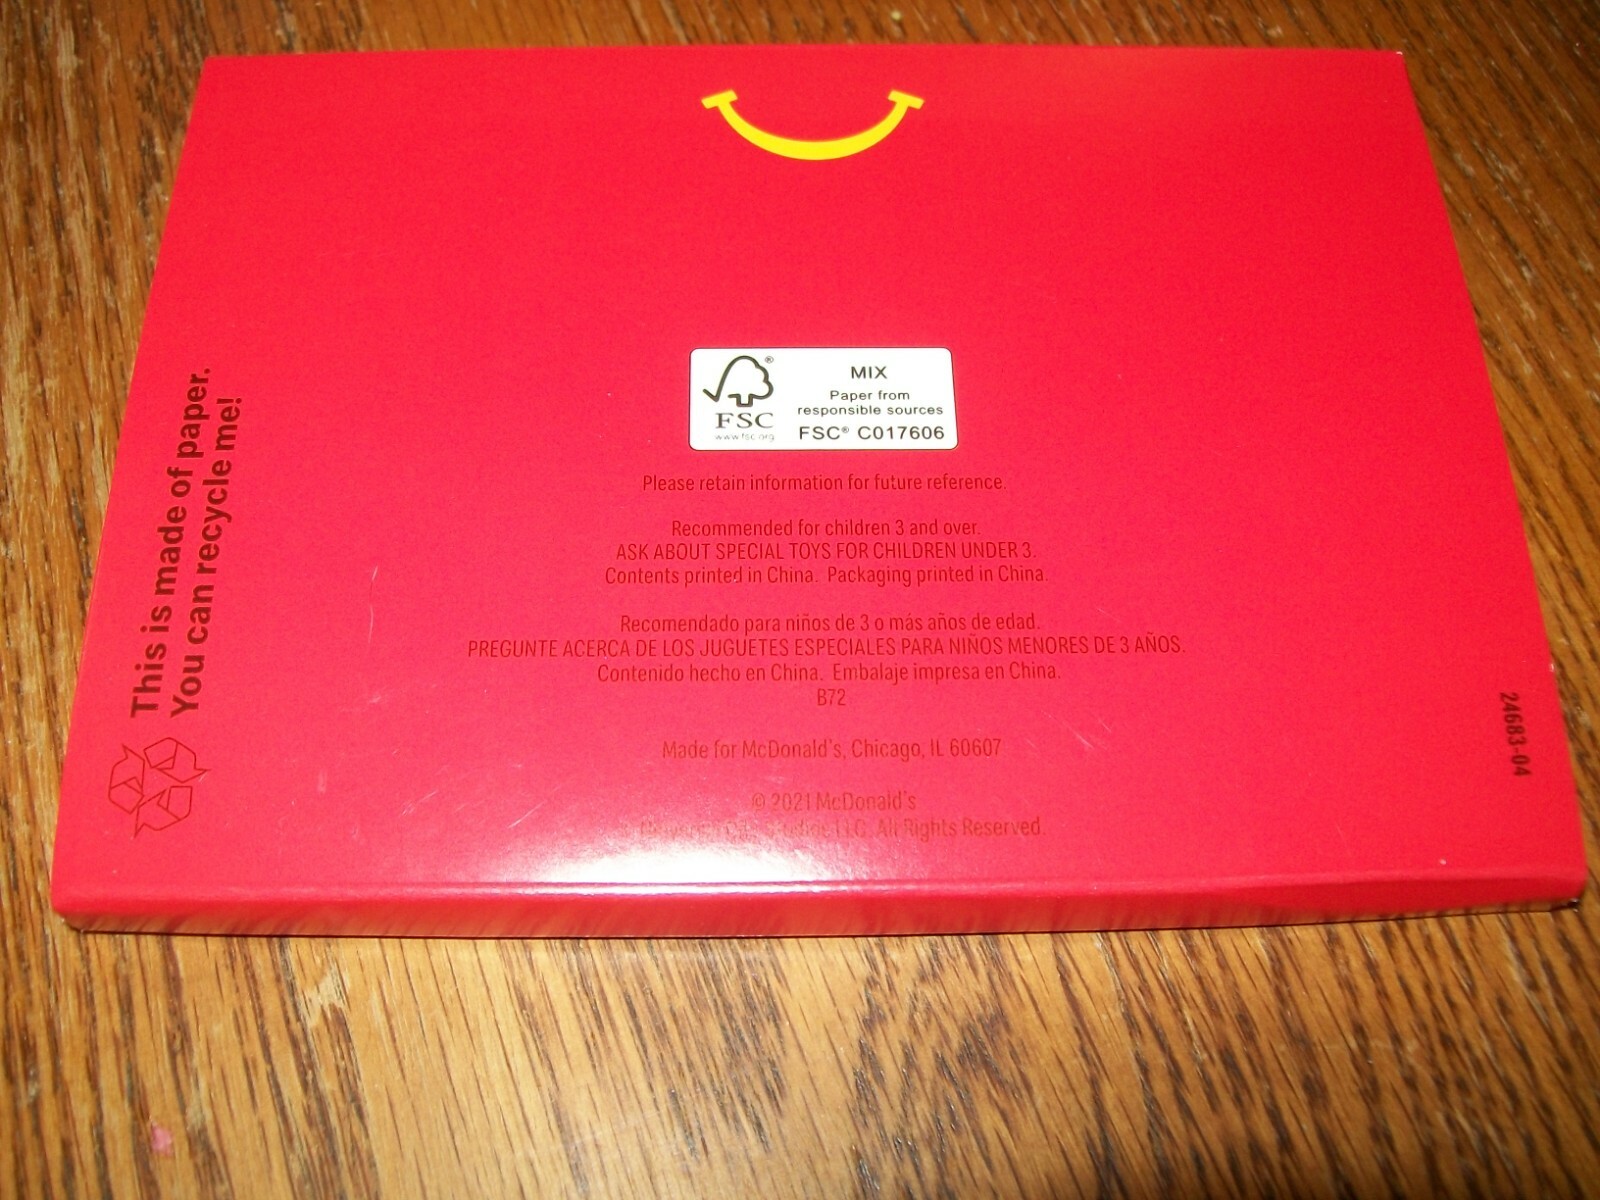 This is made of paper.
You can recycle me!
FSC®
www.fsc.org
MIX
Paper from
responsible sources
FSC® C017606
Please retain information for future reference.
Recommended for children 3 and over.
ASK ABOUT SPECIAL TOYS FOR CHILDREN UNDER 3.
Contents printed in China. Packaging printed in China.
Recomendado para niños de 3 o más años de edad.
PREGUNTE ACERCA DE LOS JUGUETES ESPECIALES PARA NIÑOS MENORES DE 3 AÑOS.
Contenido hecho en China. Embalaje impresa en China.
B72
Made for McDonald's, Chicago, IL 60607
© 2021 McDonald's
LLC. All Rights Reserved.
24683-04